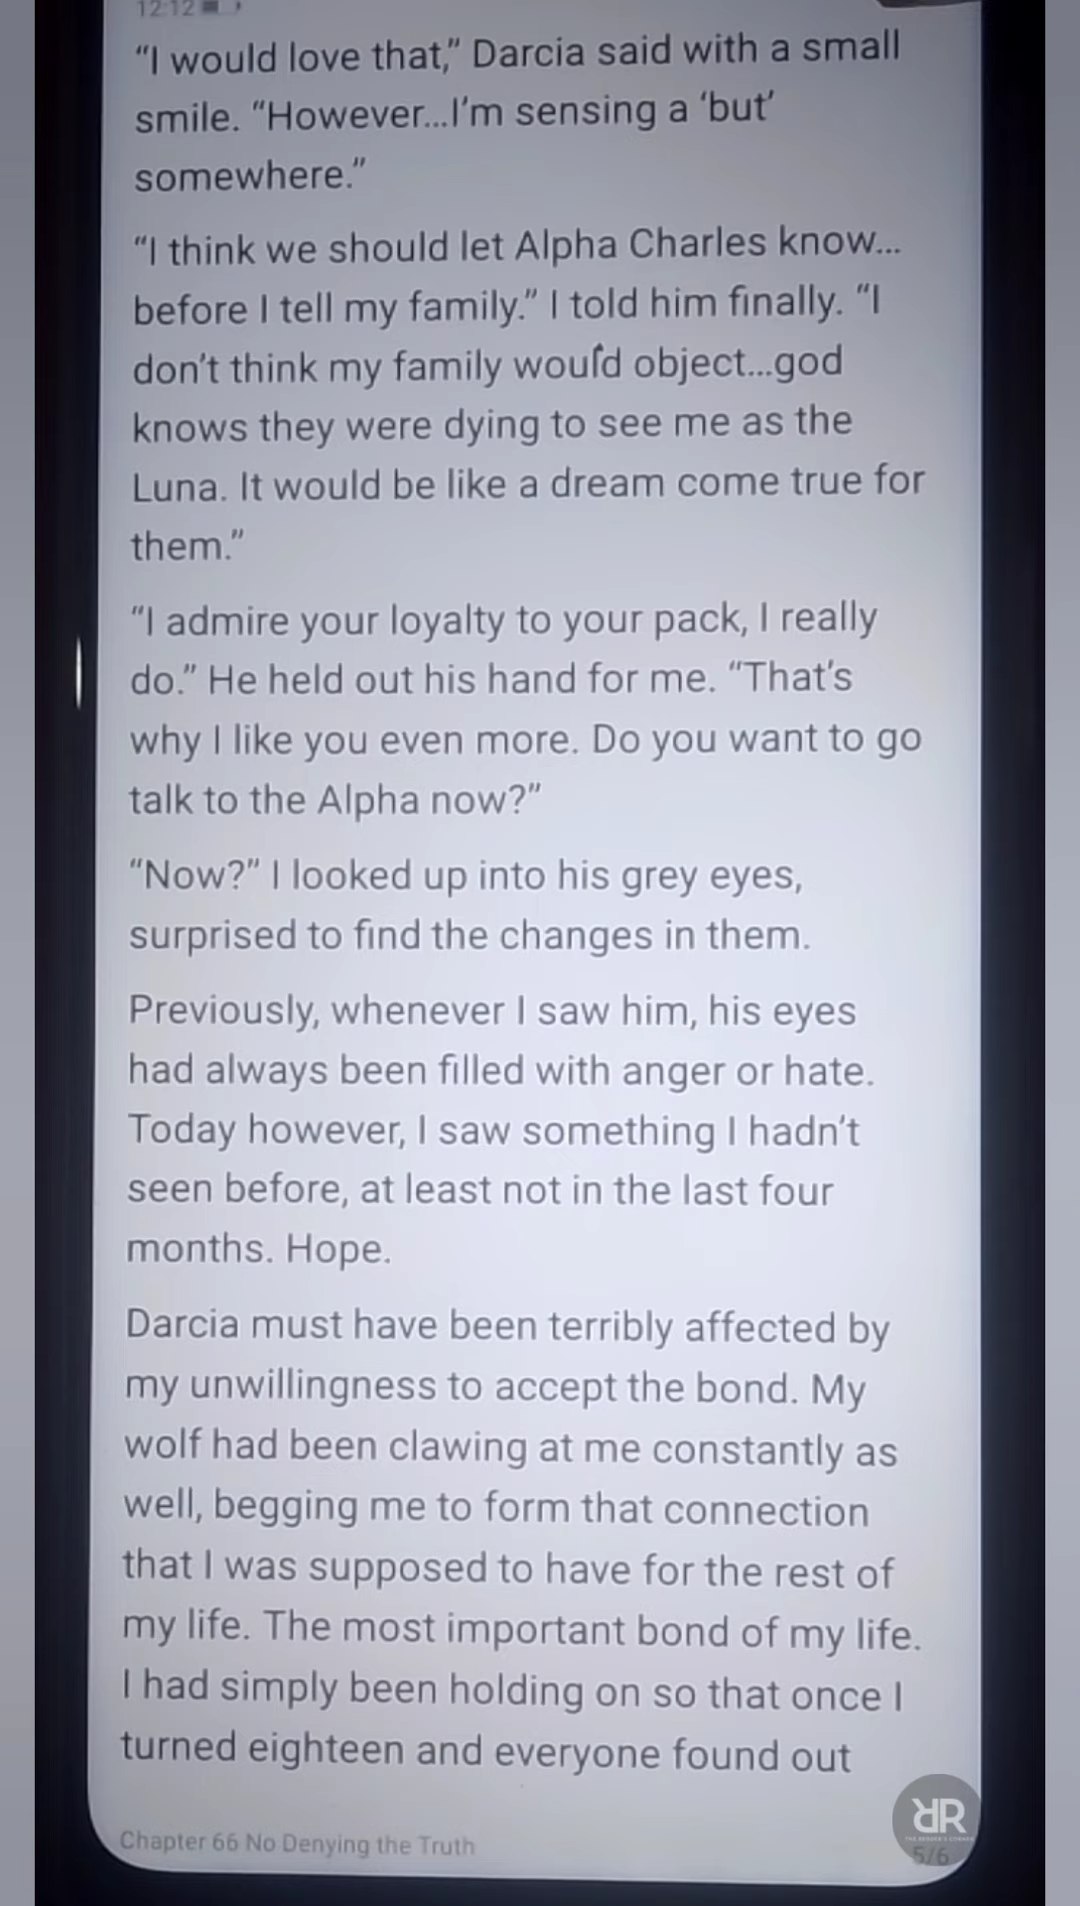 12:12
“I would love that,” Darcia said with a small
smile. “However...I’m sensing a ‘but’
somewhere.”
“I think we should let Alpha Charles know...
before I tell my family.” I told him finally. “I
don’t think my family would object...god
knows they were dying to see me as the
Luna. It would be like a dream come true for
them.”
“I admire your loyalty to your pack, I really
do.” He held out his hand for me. “That’s
why I like you even more. Do you want to go
talk to the Alpha now?”
“Now?” I looked up into his grey eyes,
surprised to find the changes in them.
Previously, whenever I saw him, his eyes
had always been filled with anger or hate.
Today however, I saw something I hadn’t
seen before, at least not in the last four
months. Hope.
Darcia must have been terribly affected by
my unwillingness to accept the bond. My
wolf had been clawing at me constantly as
well, begging me to form that connection
that I was supposed to have for the rest of
my life. The most important bond of my life.
I had simply been holding on so that once I
turned eighteen and everyone found out
Chapter 66 No Denying the Truth
5/6
RR
THE READER'S CORNER